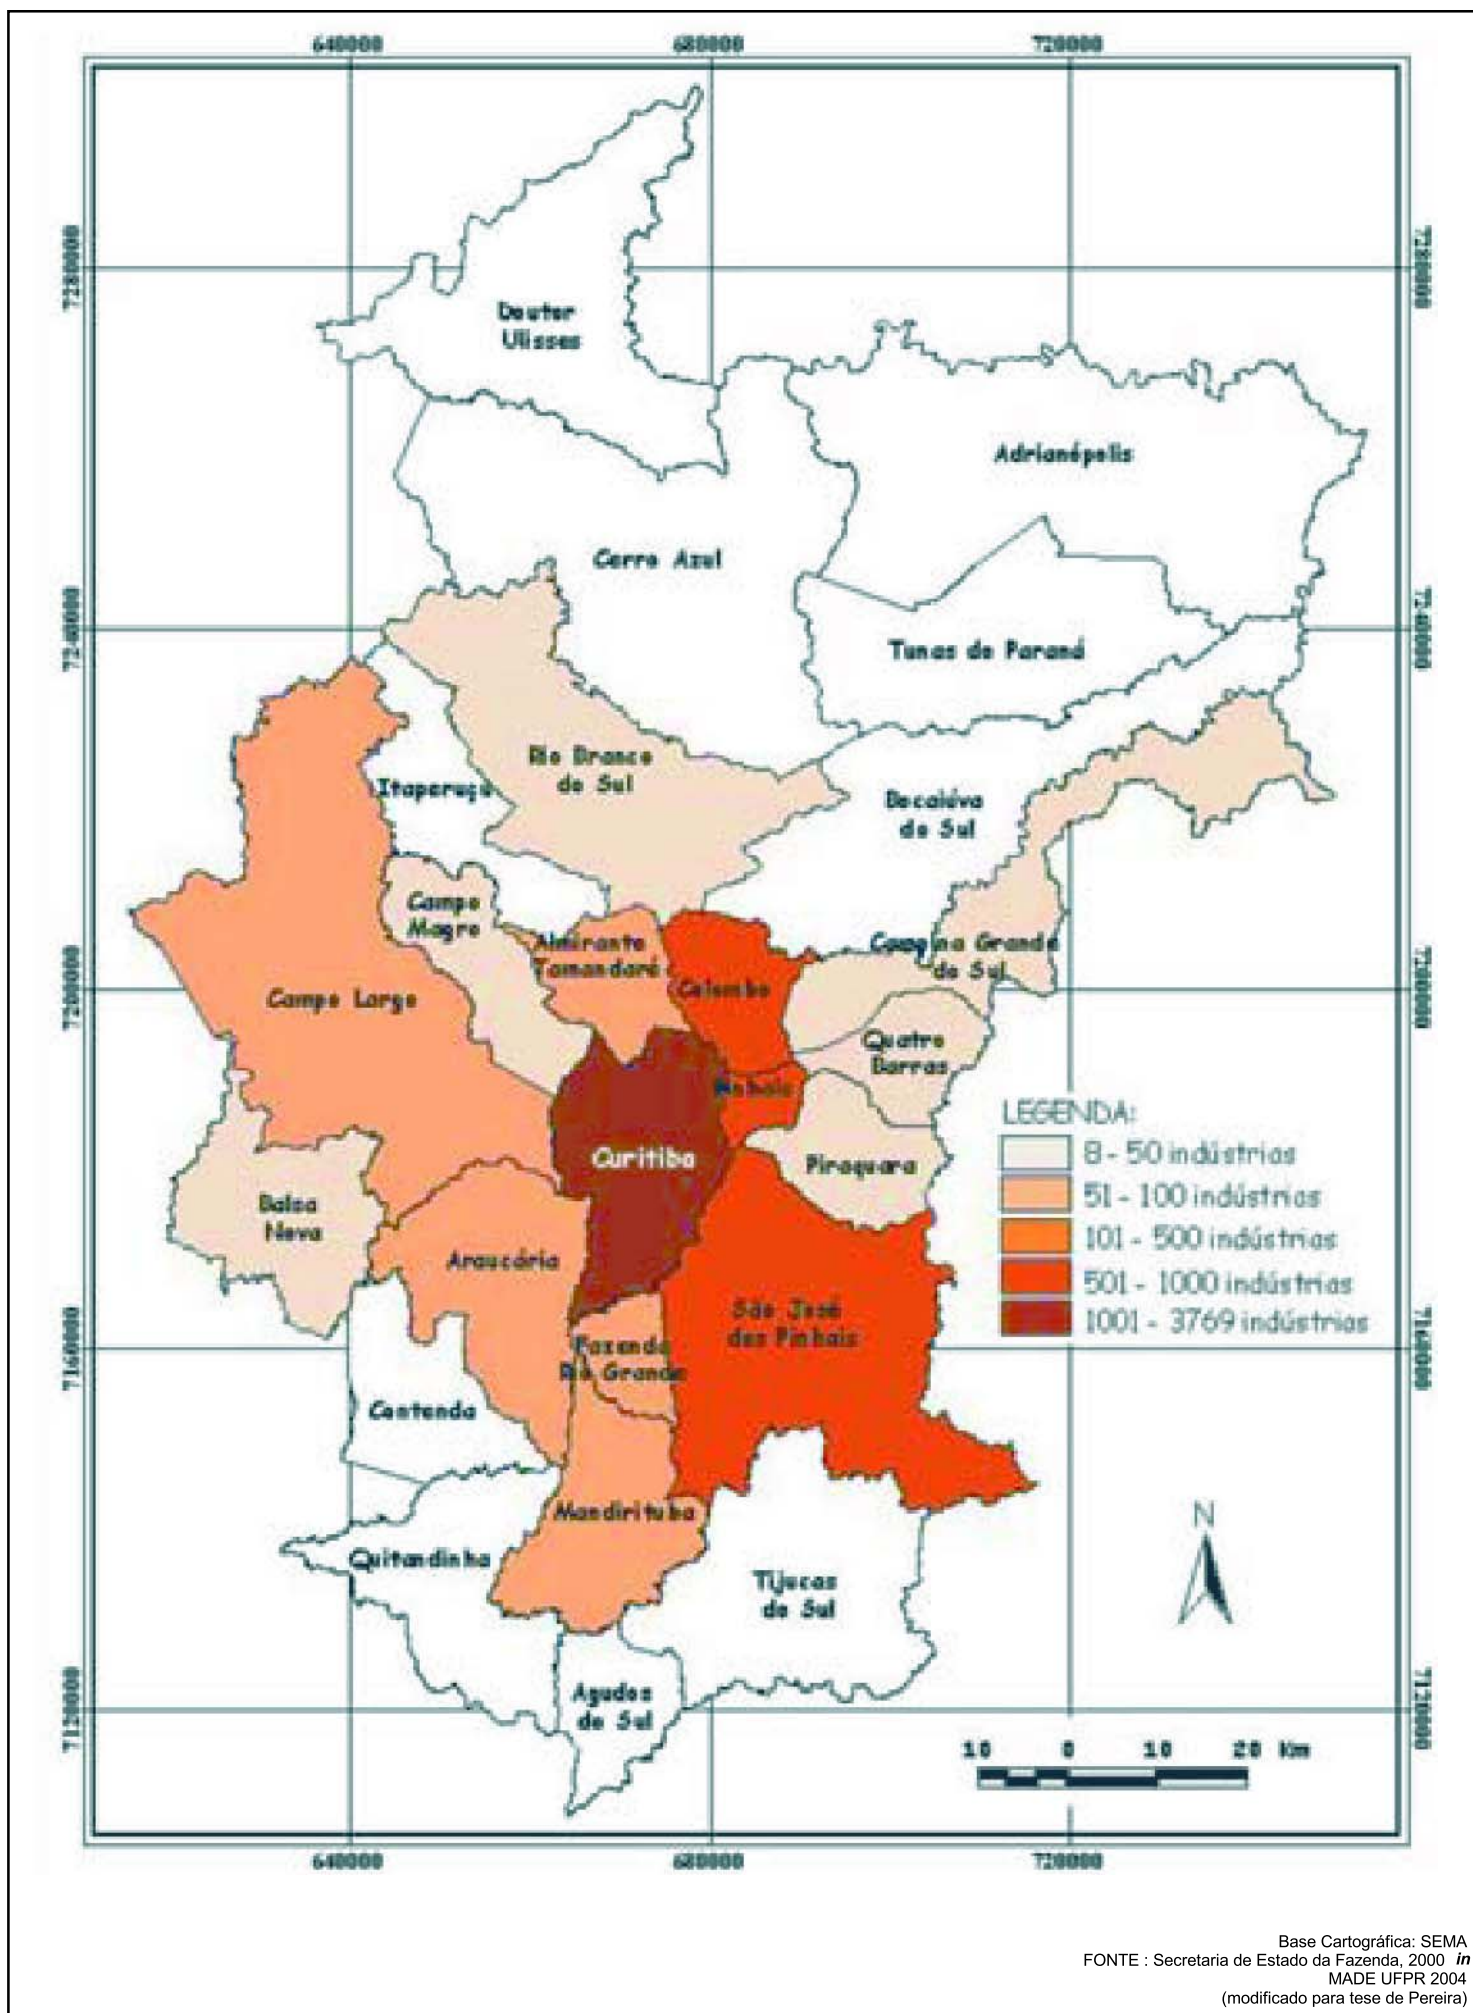 640000 680000 720000
7280000 7280000
Doutor
Ulisses
Adrianópolis
Cerro Azul
7240000 7240000
Tunas do Paraná
Rio Branco
do Sul
Itaperuçu
Bocaiúva
do Sul
Campo
Magro
Almirante
Tamandaré
Campina Grande
do Sul
Colombo
Campo Largo
7200000 7200000
Quatro
Barras
Pinhais
LEGENDA:
8 - 50 indústrias
51 - 100 indústrias
101 - 500 indústrias
501 - 1000 indústrias
1001 - 3769 indústrias
Curitiba
Piraquara
Balsa
Nova
Araucária
São José
dos Pinhais
Fazenda
Rio Grande
7160000 7160000
Contenda
Mandirituba
N
Quitandinha
Tijucas
do Sul
Agudos
do Sul
7120000 7120000
10 0 10 20 Km
640000 680000 720000
Base Cartográfica: SEMA
FONTE : Secretaria de Estado da Fazenda, 2000 in
MADE UFPR 2004
(modificado para tese de Pereira)